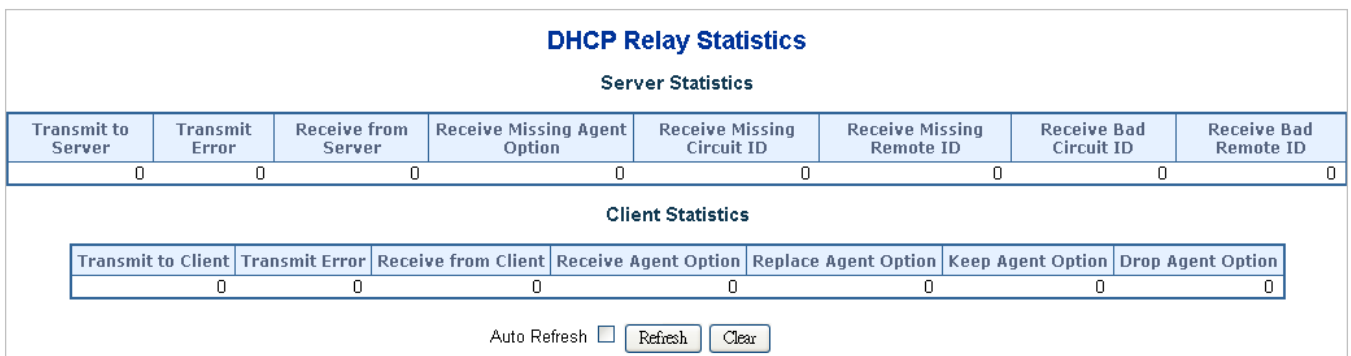 DHCP Relay Statistics
Server Statistics
Transmit to Server Transmit Error Receive from Server Receive Missing Agent Option Receive Missing Circuit ID Receive Missing Remote ID Receive Bad Circuit ID Receive Bad Remote ID
0 0 0 0 0 0 0 0
Client Statistics
Transmit to Client Transmit Error Receive from Client Receive Agent Option Replace Agent Option Keep Agent Option Drop Agent Option
0 0 0 0 0 0 0
Auto Refresh Refresh Clear